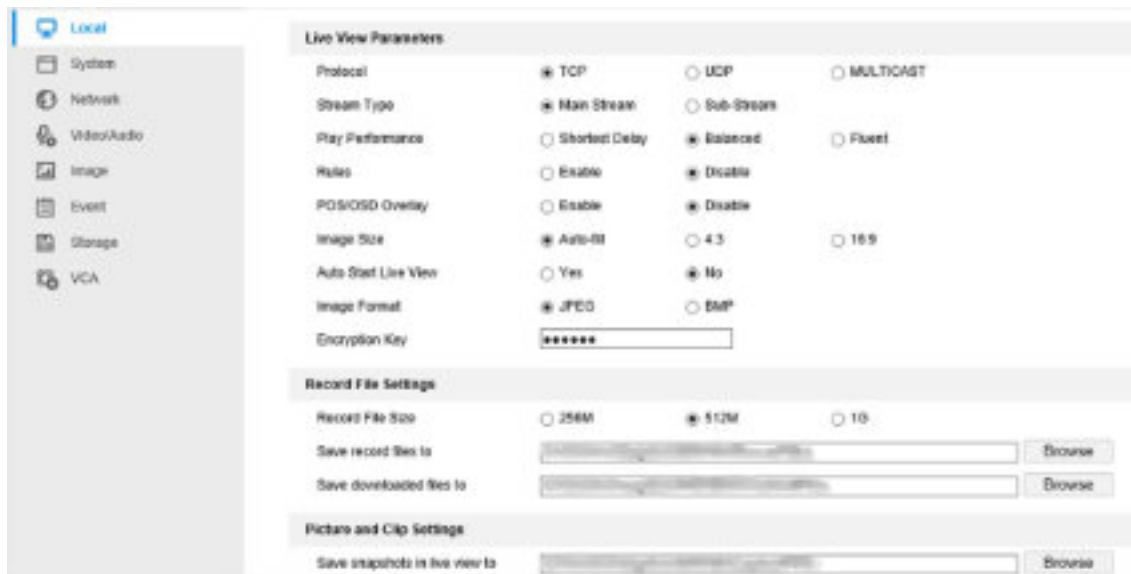 Local
System
Network
Video/Audio
Image
Event
Storage
VCA
Live View Parameters
Protocol TCP UDP MULTICAST
Stream Type Main Stream Sub-Stream
Play Performance Shortest Delay Balanced Fluent
Rules Enable Disable
POS/OSD Overlay Enable Disable
Image Size Auto-fill 4:3 16:9
Auto Start Live View Yes No
Image Format JPEG BMP
Encryption Key ●●●●●●
Record File Settings
Record File Size 256M 512M 1G
Save record files to Browse
Save downloaded files to Browse
Picture and Clip Settings
Save snapshots in live view to Browse